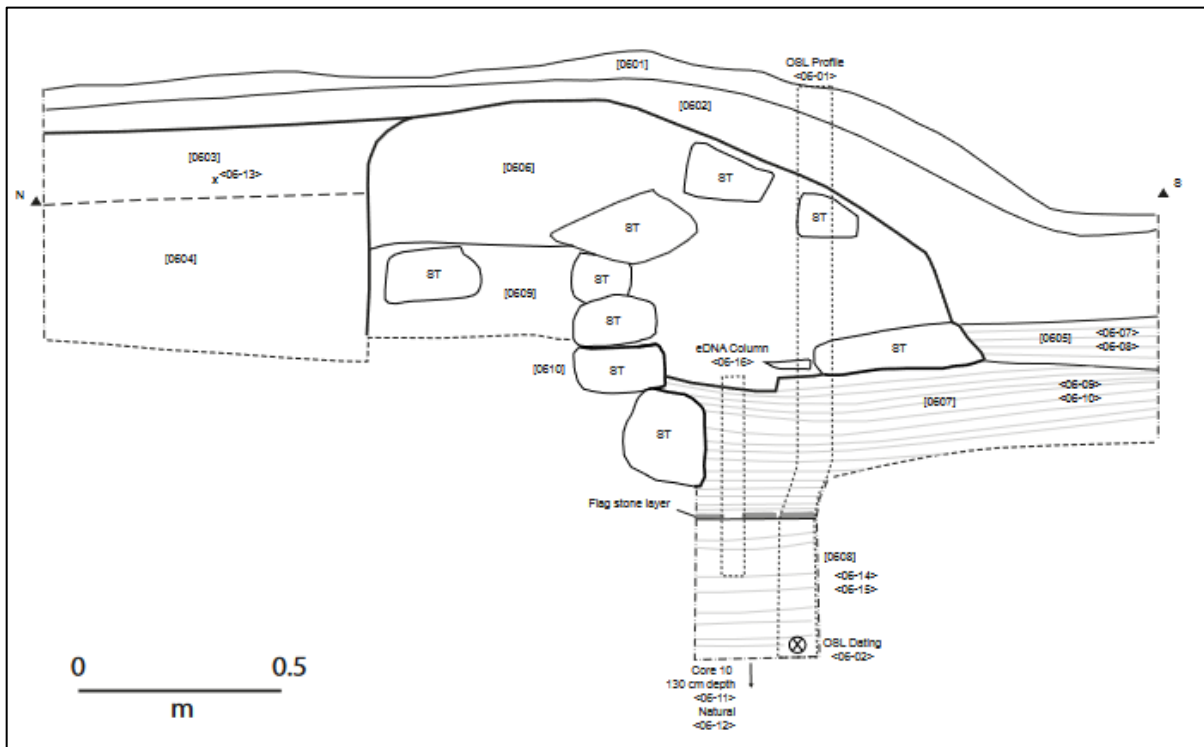 [0601]
OSL Profile
<06-01>
[0602]
[0603]
x <06-13>
[0606]
ST
N
S
ST
ST
[0604]
ST
[0609]
ST
ST
[0605]
<06-07>
<06-08>
eDNA Column
<06-16>
ST
[0610]
ST
<06-09>
<06-10>
[0607]
ST
Flag stone layer
[0608]
<06-14>
<06-15>
OSL Dating
<06-02>
0 0.5
m
Core 10
130 cm depth
<06-11>
Natural
<06-12>